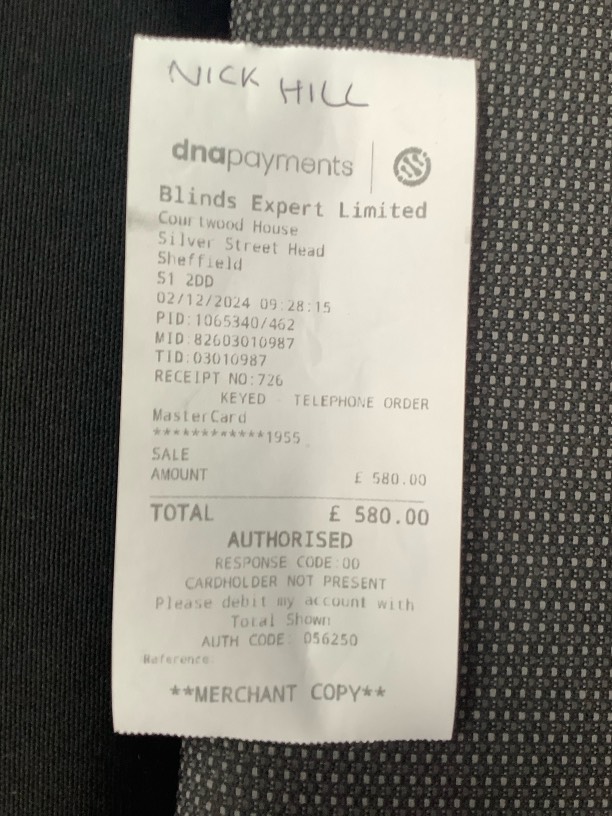 NICK HILL
dnapayments
Blinds Expert Limited
Courtwood House
Silver Street Head
Sheffield
S1 2DD
02/12/2024 09:28:15
PID:1065340/462
MID:82603010987
TID:03010987
RECEIPT NO:726
KEYED - TELEPHONE ORDER
MasterCard
************1955
SALE
AMOUNT £ 580.00
TOTAL £ 580.00
AUTHORISED
RESPONSE CODE:00
CARDHOLDER NOT PRESENT
Please debit my account with
Total Shown
AUTH CODE: 056250
Reference:
**MERCHANT COPY**